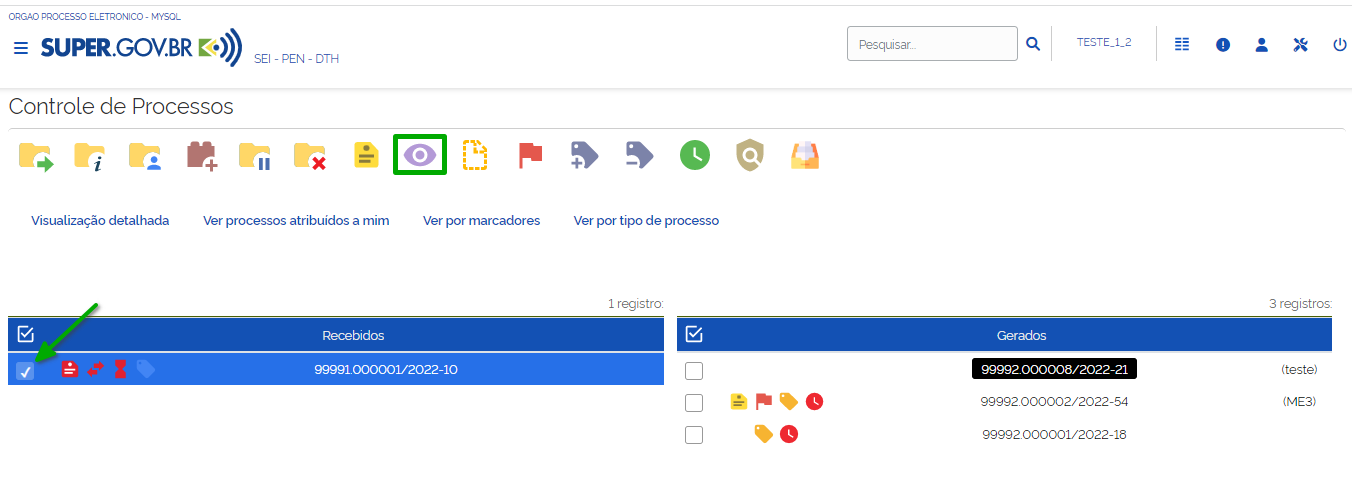 ORGAO PROCESSO ELETRONICO - MYSQL
SUPER.GOV.BR
SEI - PEN - DTH
Pesquisar...
TESTE_1_2
Controle de Processos
Visualização detalhada Ver processos atribuídos a mim Ver por marcadores Ver por tipo de processo
1 registro:
3 registros:
Recebidos
Gerados
99991.000001/2022-10
99992.000008/2022-21 (teste)
99992.000002/2022-54 (ME3)
99992.000001/2022-18